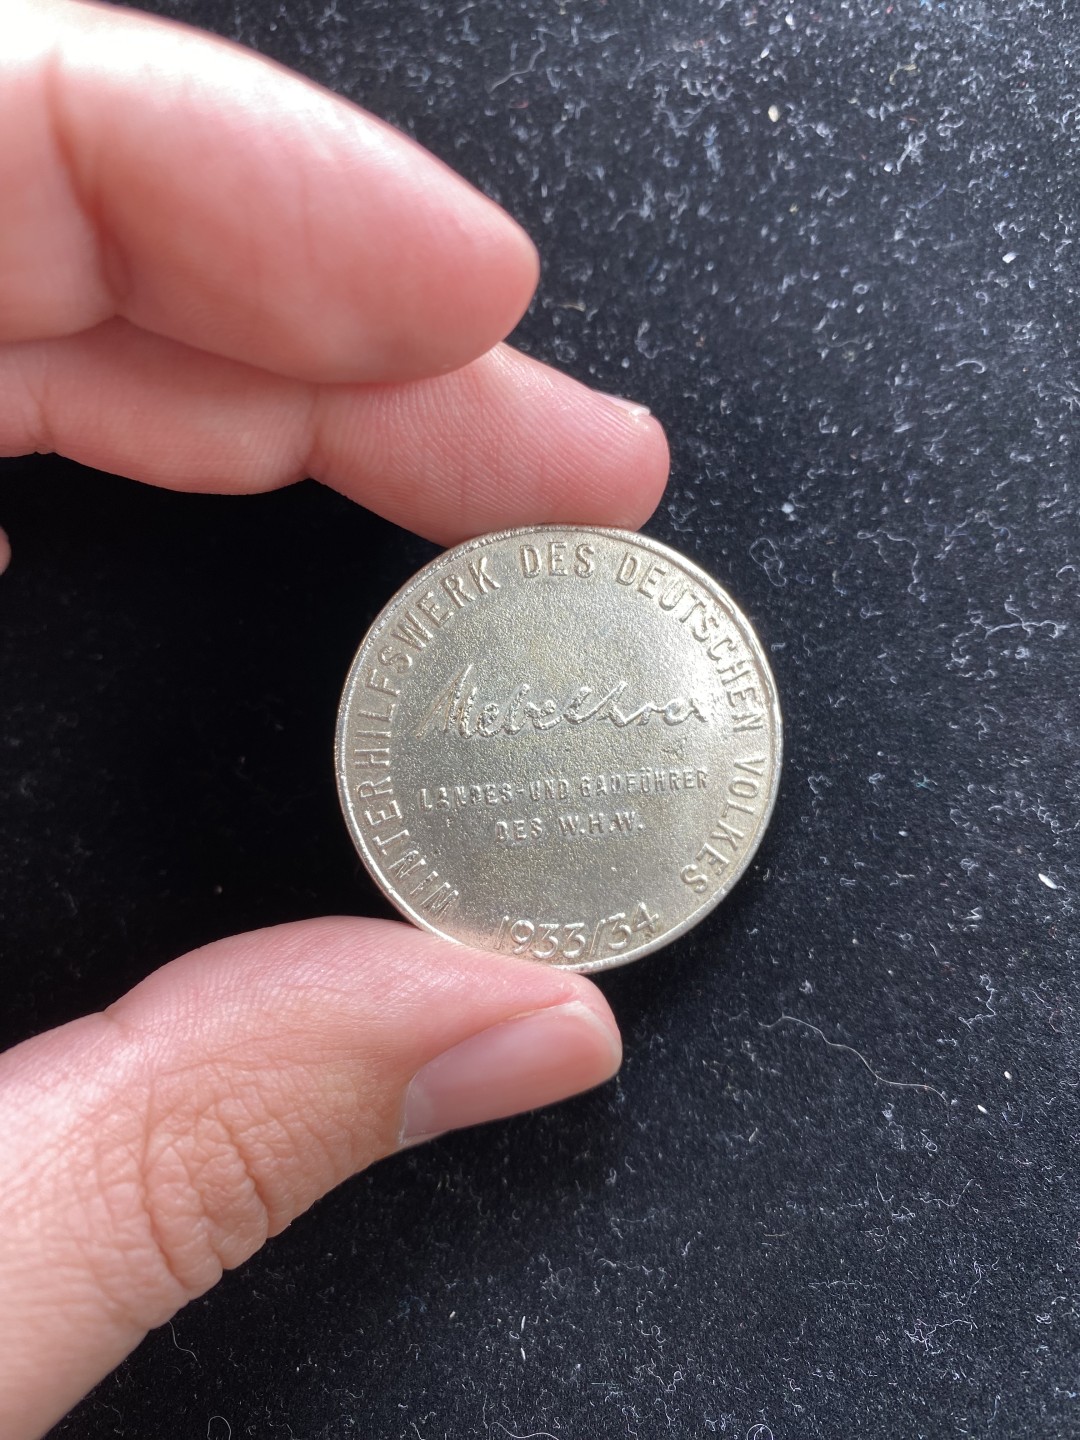 WINTERHILFSWERK DES DEUTSCHEN VOLKES
LANDES- UND GAUFÜHRER
DES W.H.W.
1933/34